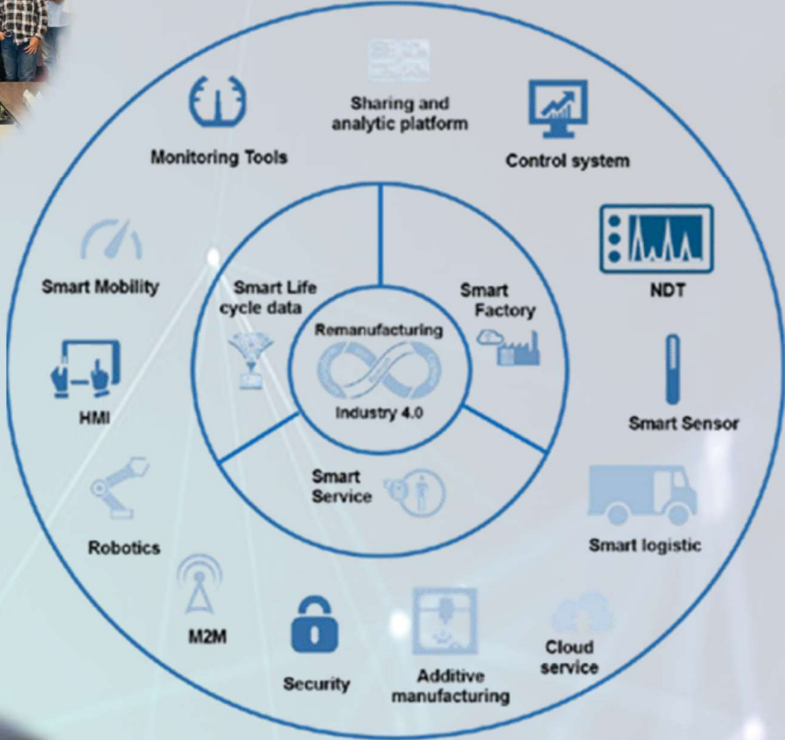 Sharing and
analytic platform
Monitoring Tools
Control system
Smart Mobility
NDT
Smart Life
cycle data
Smart
Factory
Remanufacturing
Industry 4.0
HMI
Smart Sensor
Smart
Service
Robotics
Smart logistic
M2M
Security
Additive
manufacturing
Cloud
service